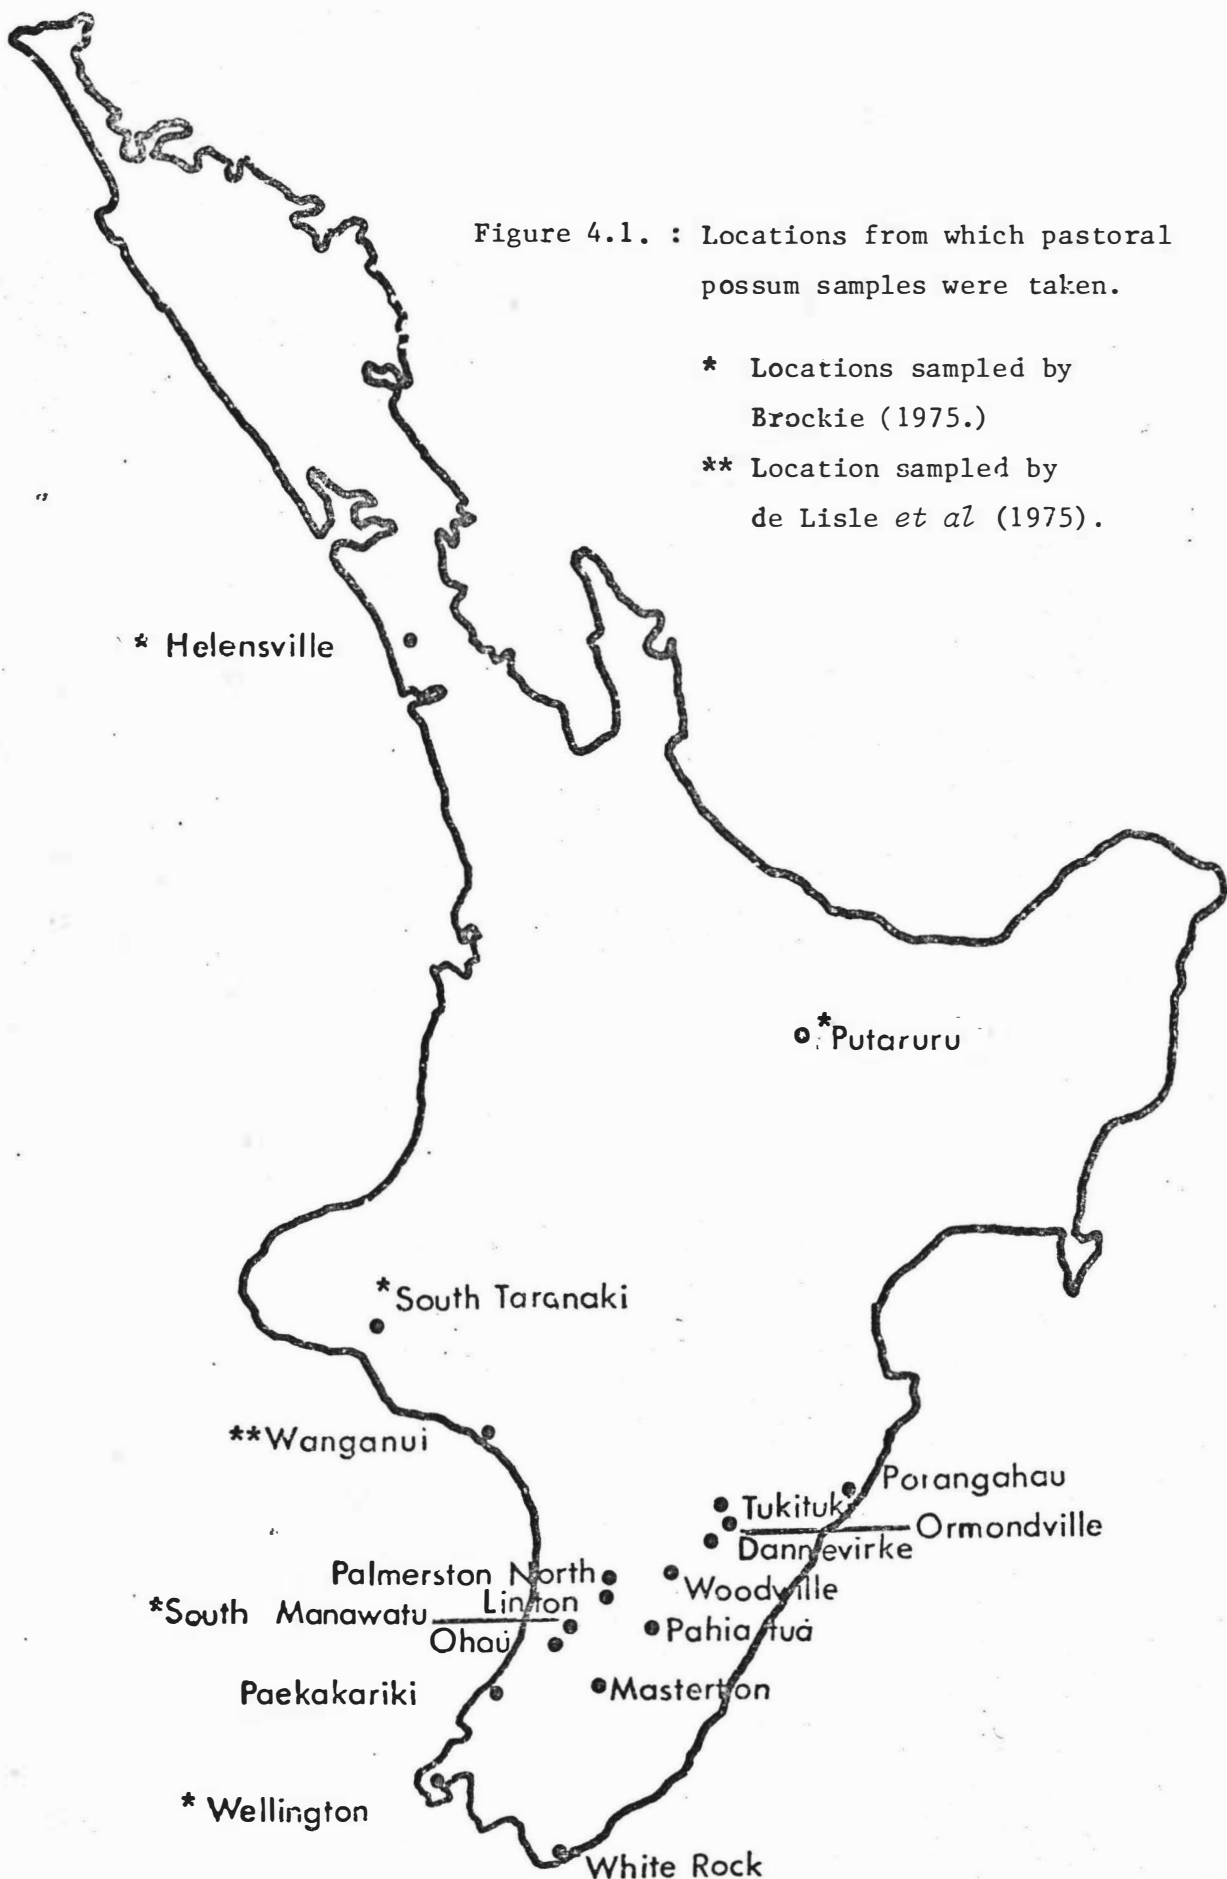 Figure 4.1. : Locations from which pastoral
possum samples were taken.
* Locations sampled by
Brockie (1975.)
** Location sampled by
de Lisle et al (1975).
* Helensville
*Putaruru
*South Taranaki
**Wanganui
Porangahau
Tukituki
Ormondville
Dannevirke
Palmerston North
Woodville
Linton
*South Manawatu
Pahiatua
Ohau
Paekakariki
Masterton
* Wellington
White Rock